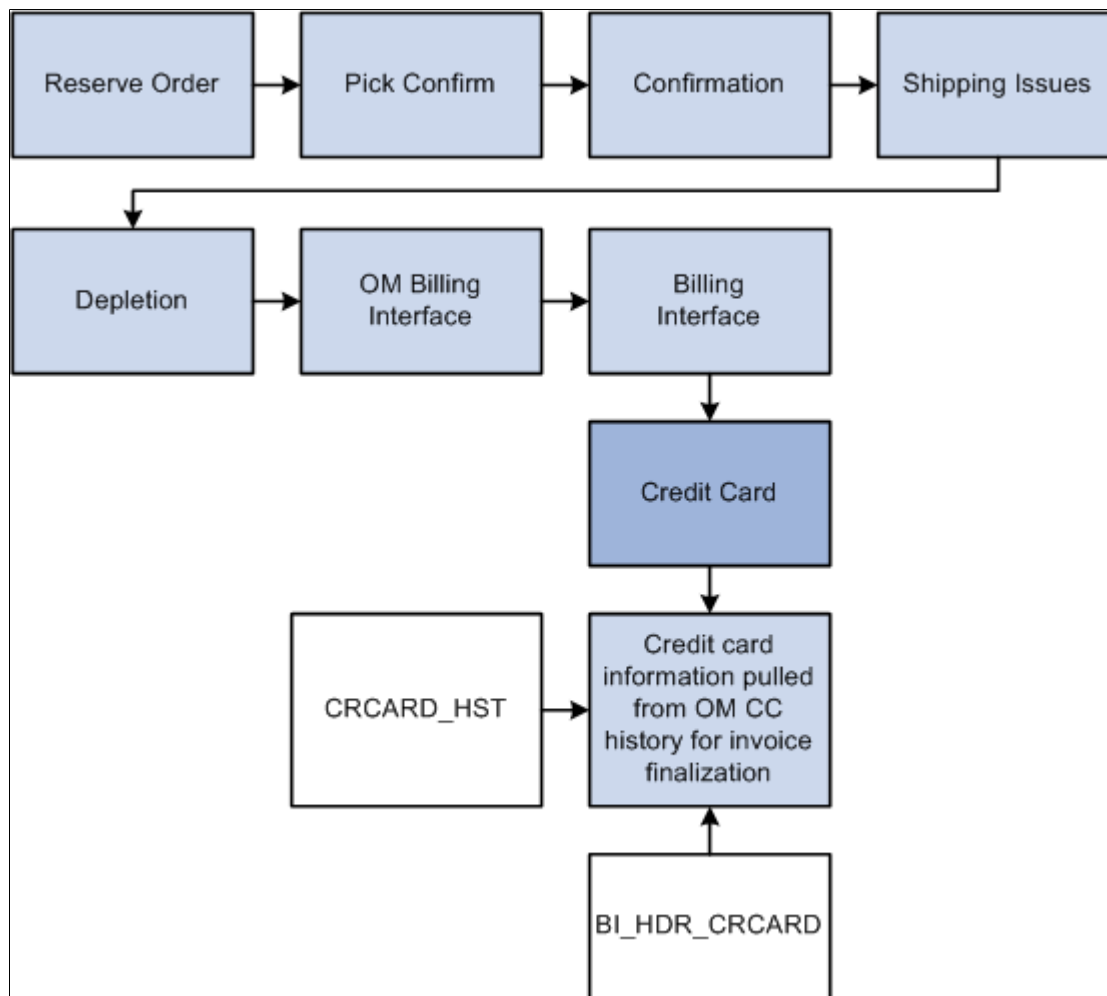 Reserve Order
Pick Confirm
Confirmation
Shipping Issues
Depletion
OM Billing
Interface
Billing
Interface
Credit Card
CRCARD_HST
Credit card
information pulled
from OM CC
history for invoice
finalization
BI_HDR_CRCARD